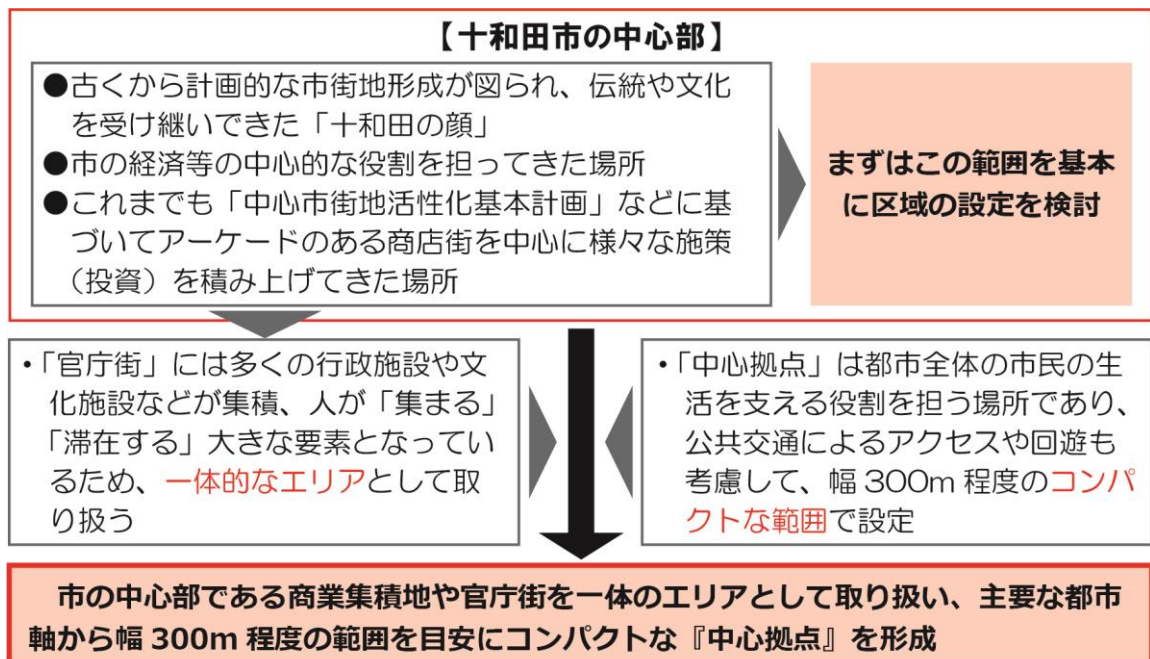 【十和田市の中心部】
●古くから計画的な市街地形成が図られ、伝統や文化
を受け継いできた「十和田の顔」
●市の経済等の中心的な役割を担ってきた場所
●これまでも「中心市街地活性化基本計画」などに基
づいてアーケードのある商店街を中心に様々な施策
（投資）を積み上げてきた場所
まずはこの範囲を基本
に区域の設定を検討
・「官庁街」には多くの行政施設や文
化施設などが集積、人が「集まる」
「滞在する」大きな要素となってい
るため、一体的なエリアとして取
り扱う
・「中心拠点」は都市全体の市民の生
活を支える役割を担う場所であり、
公共交通によるアクセスや回遊も
考慮して、幅 300m 程度のコンパ
クトな範囲で設定
市の中心部である商業集積地や官庁街を一体のエリアとして取り扱い、主要な都市
軸から幅 300m 程度の範囲を目安にコンパクトな『中心拠点』を形成